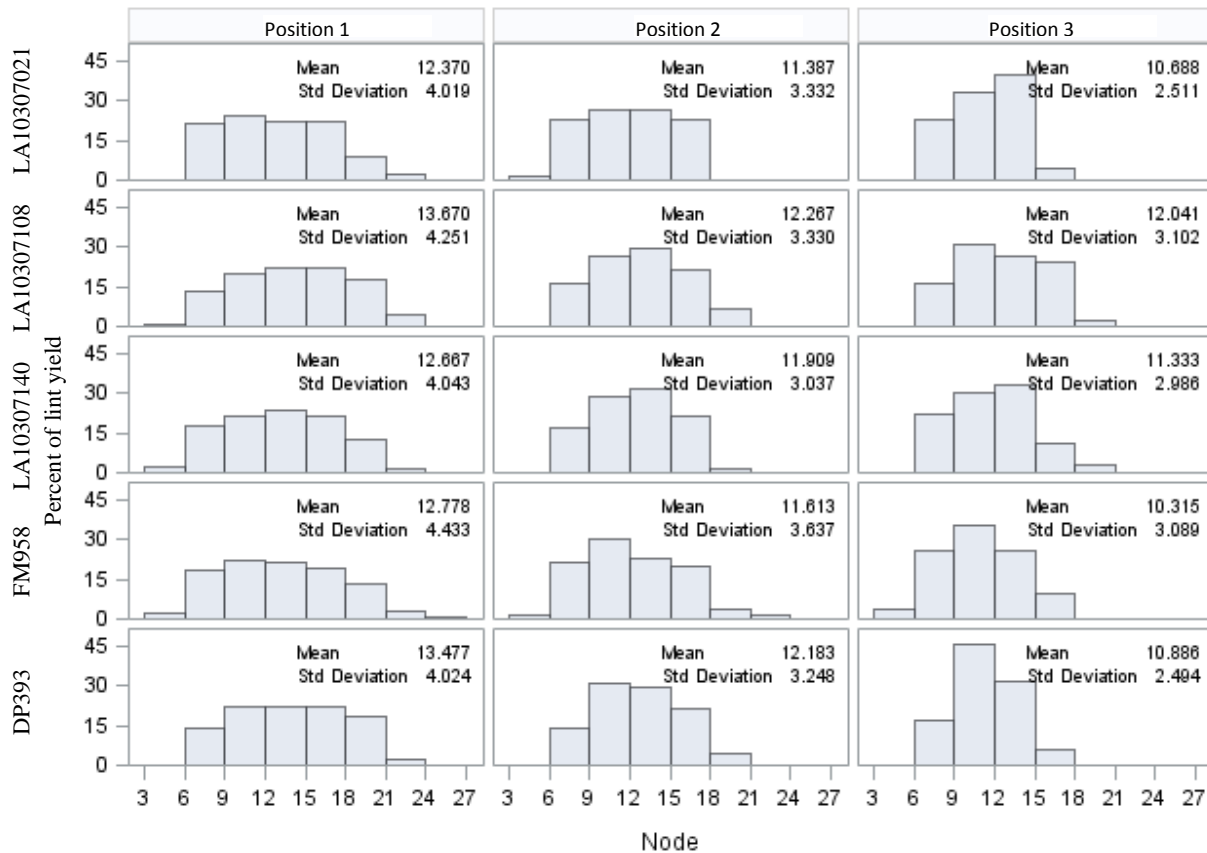 Position 1 Position 2 Position 3
LA10307021
45
30
15
0
Mean 12.370
Std Deviation 4.019
Mean 11.387
Std Deviation 3.332
Mean 10.688
Std Deviation 2.511
LA10307108
45
30
15
0
Mean 13.670
Std Deviation 4.251
Mean 12.267
Std Deviation 3.330
Mean 12.041
Std Deviation 3.102
Percent of lint yield
LA10307140
45
30
15
0
Mean 12.667
Std Deviation 4.043
Mean 11.909
Std Deviation 3.037
Mean 11.333
Std Deviation 2.986
FM958
45
30
15
0
Mean 12.778
Std Deviation 4.433
Mean 11.613
Std Deviation 3.637
Mean 10.315
Std Deviation 3.089
DP393
45
30
15
0
Mean 13.477
Std Deviation 4.024
Mean 12.183
Std Deviation 3.248
Mean 10.886
Std Deviation 2.494
3 6 9 12 15 18 21 24 27 3 6 9 12 15 18 21 24 27 3 6 9 12 15 18 21 24 27
Node